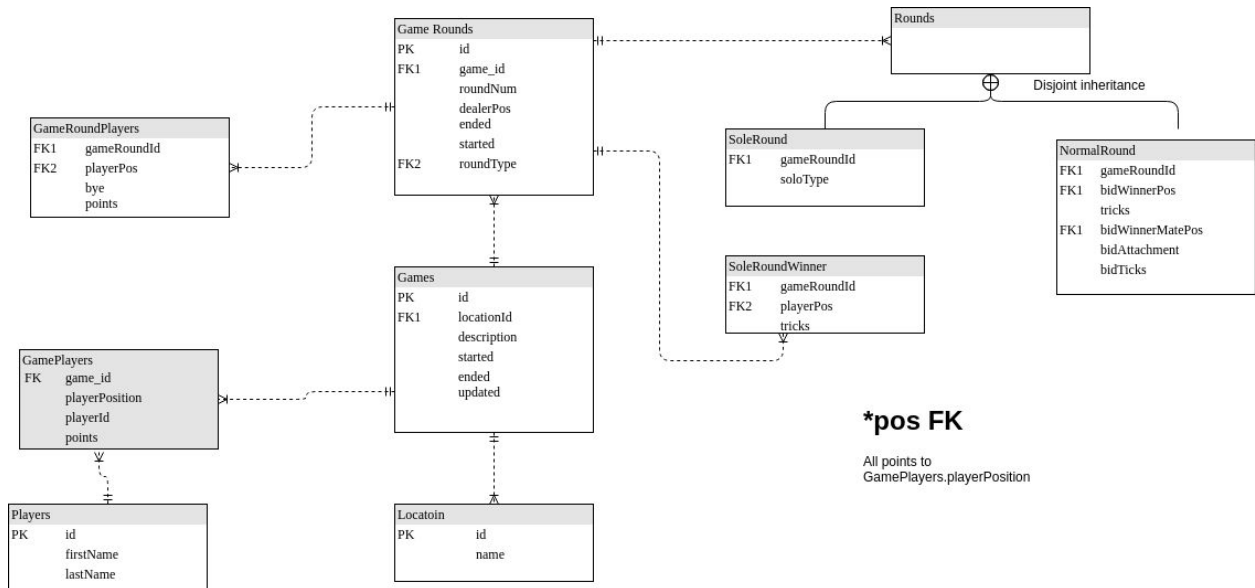 Game Rounds
PK id
FK1 game_id
roundNum
dealerPos
ended
started
FK2 roundType
Rounds
Disjoint inheritance
GameRoundPlayers
FK1 gameRoundId
FK2 playerPos
bye
points
SoleRound
FK1 gameRoundId
soloType
NormalRound
FK1 gameRoundId
FK1 bidWinnerPos
tricks
FK1 bidWinnerMatePos
bidAttachment
bidTicks
Games
PK id
FK1 locationId
description
started
ended
updated
SoleRoundWinner
FK1 gameRoundId
FK2 playerPos
tricks
GamePlayers
FK game_id
playerPosition
playerId
points
*pos FK
All points to
GamePlayers.playerPosition
Players
PK id
firstName
lastName
Locatoin
PK id
name